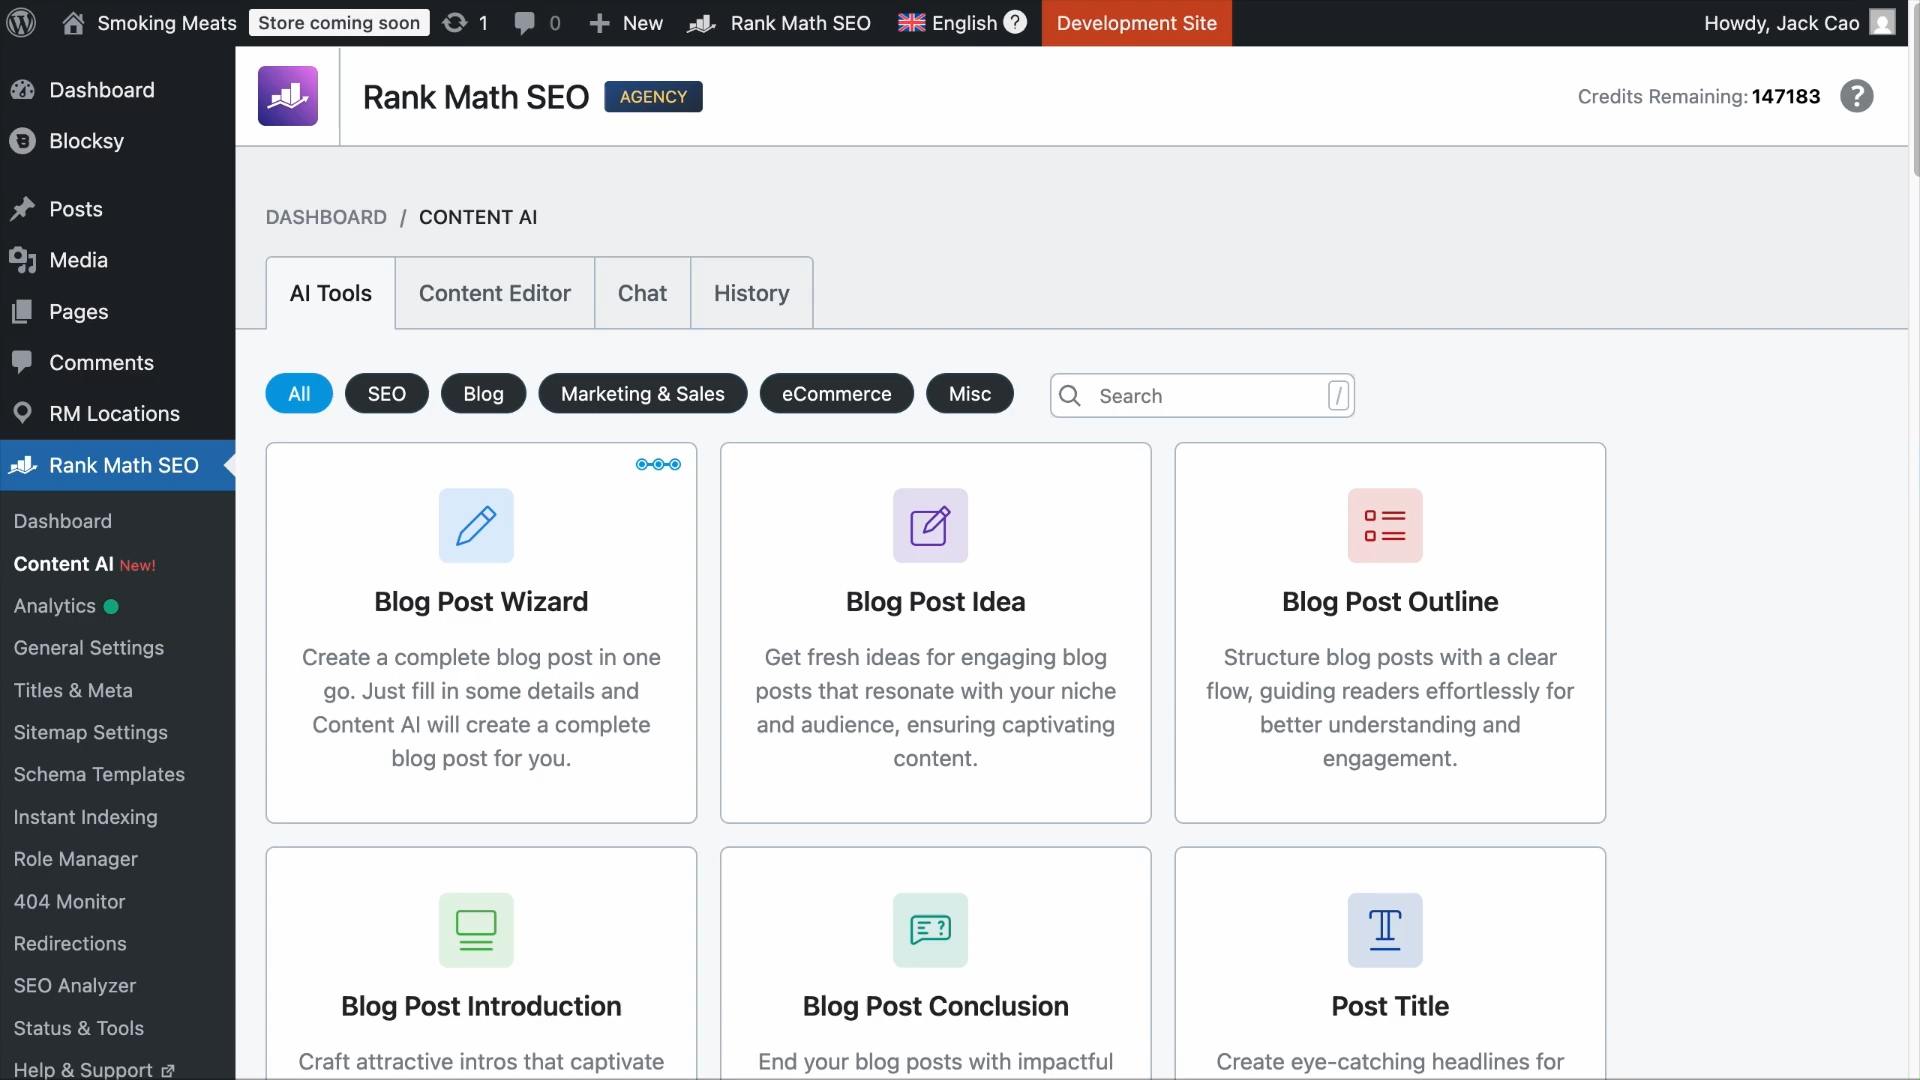 Smoking Meats
Store coming soon
1
0
New
Rank Math SEO
English
?
Development Site
Howdy, Jack Cao
Dashboard
Blocksy
Posts
Media
Pages
Comments
RM Locations
Rank Math SEO
Dashboard
Content AI New!
Analytics
General Settings
Titles & Meta
Sitemap Settings
Schema Templates
Instant Indexing
Role Manager
404 Monitor
Redirections
SEO Analyzer
Status & Tools
Help & Support
Rank Math SEO
AGENCY
Credits Remaining: 147183
?
DASHBOARD / CONTENT AI
AI Tools
Content Editor
Chat
History
All
SEO
Blog
Marketing & Sales
eCommerce
Misc
Search
/
Blog Post Wizard
Create a complete blog post in one
go. Just fill in some details and
Content AI will create a complete
blog post for you.
Blog Post Idea
Get fresh ideas for engaging blog
posts that resonate with your niche
and audience, ensuring captivating
content.
Blog Post Outline
Structure blog posts with a clear
flow, guiding readers effortlessly for
better understanding and
engagement.
Blog Post Introduction
Craft attractive intros that captivate
Blog Post Conclusion
End your blog posts with impactful
Post Title
Create eye-catching headlines for